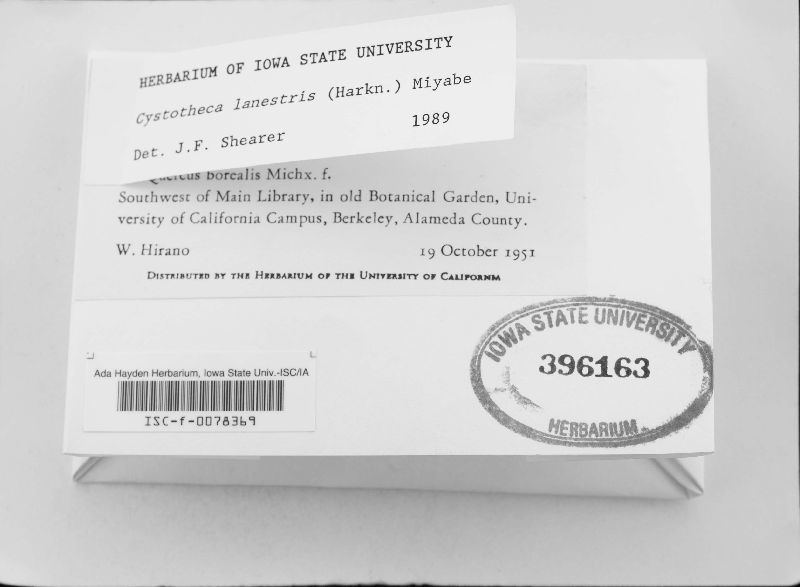 HERBARIUM OF IOWA STATE UNIVERSITY
Cystotheca lanestris (Harkn.) Miyabe
Det. J.F. Shearer 1989
Quercus borealis Michx. f.
Southwest of Main Library, in old Botanical Garden, Uni-
versity of California Campus, Berkeley, Alameda County.
W. Hirano 19 October 1951
DISTRIBUTED BY THE HERBARIUM OF THE UNIVERSITY OF CALIFORNIA
IOWA STATE UNIVERSITY
396163
HERBARIUM
Ada Hayden Herbarium, Iowa State Univ.-ISC/IA
ISC-f-0078369